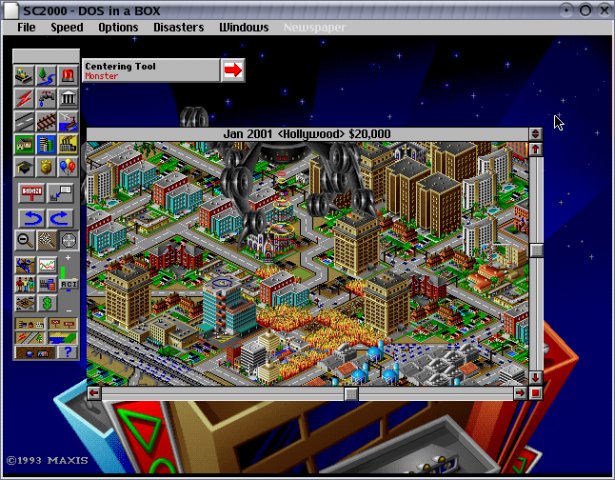 SC2000 - DOS in a BOX
File Speed Options Disasters Windows Newspaper
Centering Tool
Monster
Jan 2001 <Hollywood> $20,000
SIGN
+
RCI
-
?
©1993 MAXIS